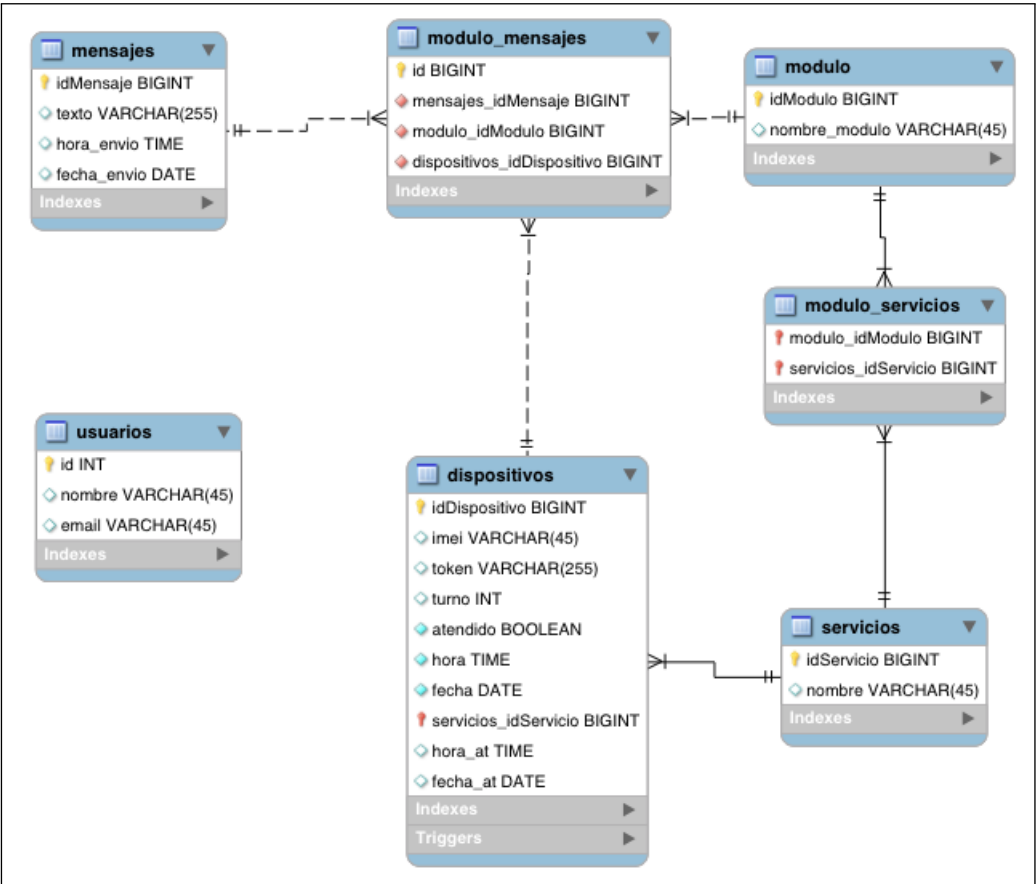 mensajes
idMensaje BIGINT
texto VARCHAR(255)
hora_envio TIME
fecha_envio DATE
Indexes
modulo_mensajes
id BIGINT
mensajes_idMensaje BIGINT
modulo_idModulo BIGINT
dispositivos_idDispositivo BIGINT
Indexes
modulo
idModulo BIGINT
nombre_modulo VARCHAR(45)
Indexes
modulo_servicios
modulo_idModulo BIGINT
servicios_idServicio BIGINT
Indexes
usuarios
id INT
nombre VARCHAR(45)
email VARCHAR(45)
Indexes
dispositivos
idDispositivo BIGINT
imei VARCHAR(45)
token VARCHAR(255)
turno INT
atendido BOOLEAN
hora TIME
fecha DATE
servicios_idServicio BIGINT
hora_at TIME
fecha_at DATE
Indexes
Triggers
servicios
idServicio BIGINT
nombre VARCHAR(45)
Indexes